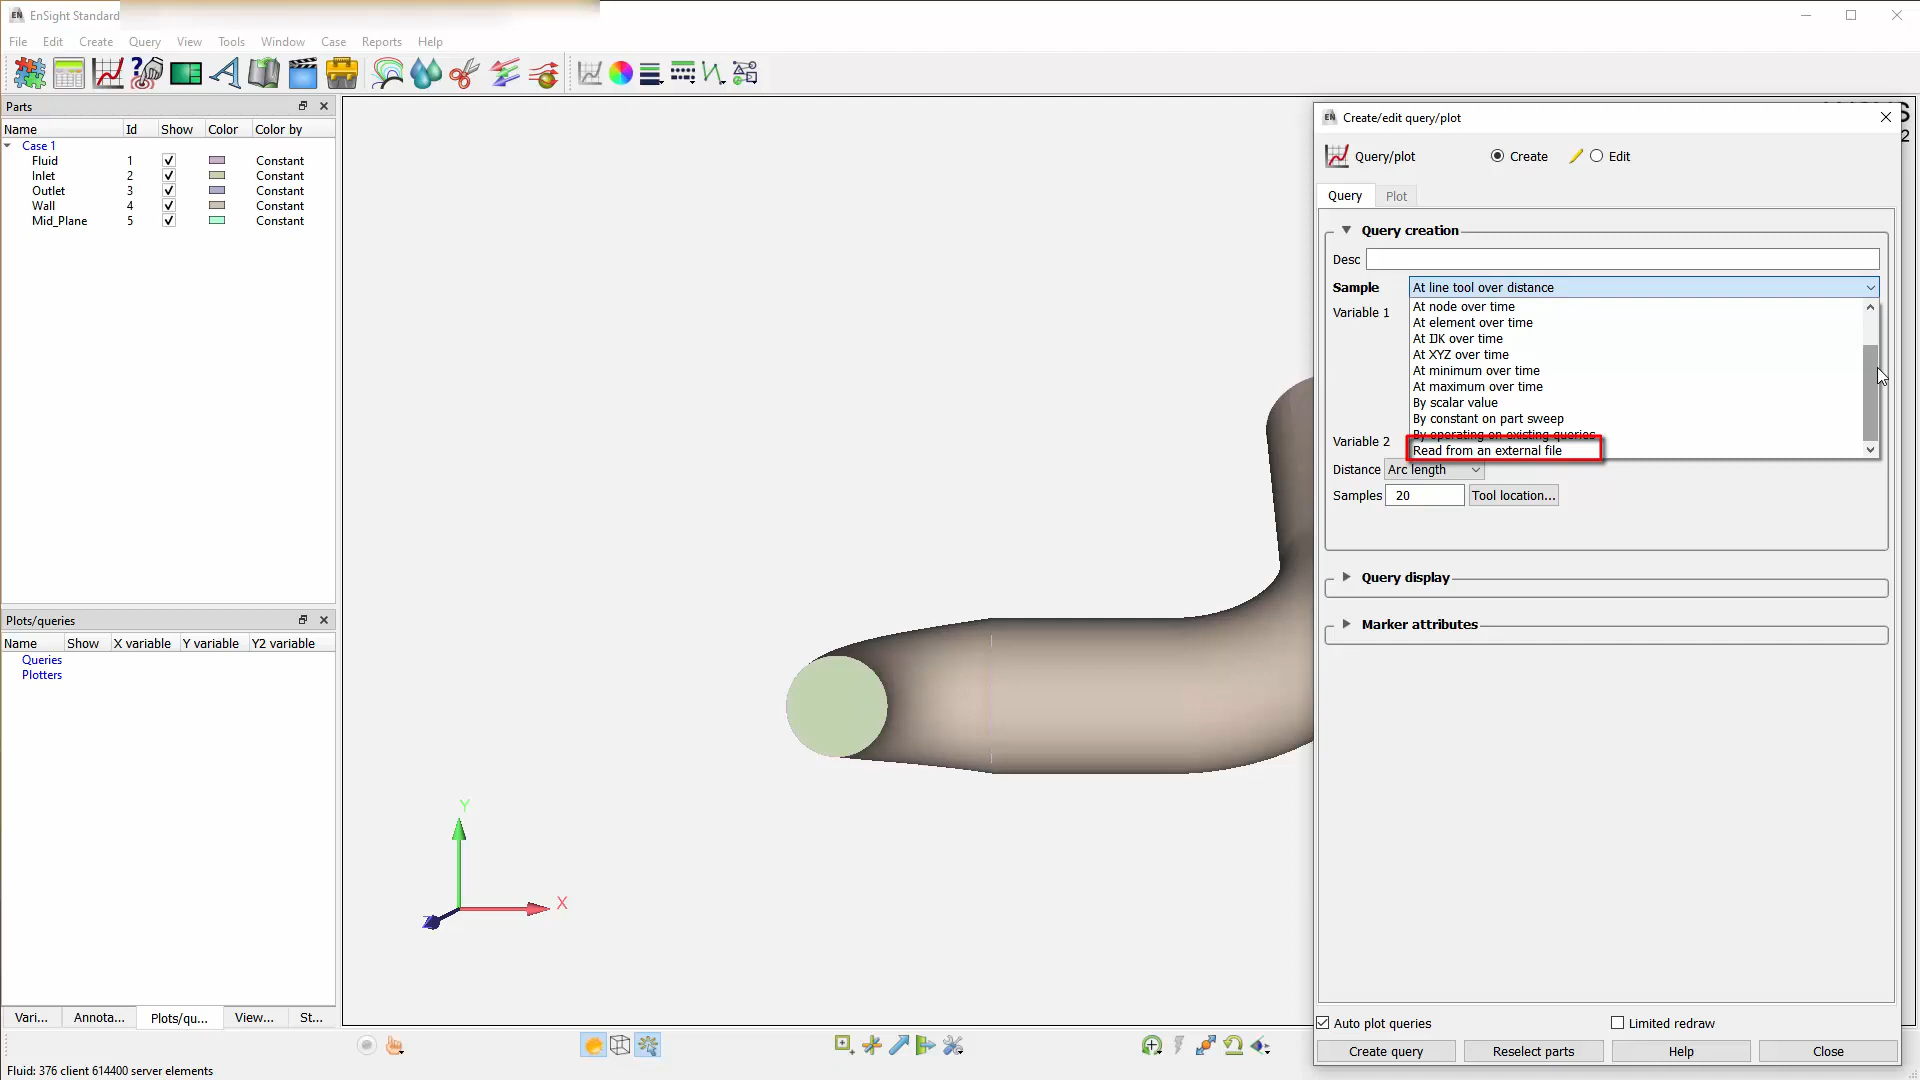 EnSight Standard
File Edit Create Query View Tools Window Case Reports Help
Parts
Name Id Show Color Color by
Case 1
Fluid 1 Constant
Inlet 2 Constant
Outlet 3 Constant
Wall 4 Constant
Mid_Plane 5 Constant
Plots/queries
Name Show X variable Y variable Y2 variable
Queries
Plotters
Vari... Annota... Plots/qu... View... St...
Fluid: 376 client 614400 server elements
Y
X
Z
EN Create/edit query/plot
Query/plot Create Edit
Query Plot
Query creation
Desc
Sample At line tool over distance
Variable 1
At node over time
At element over time
At IJK over time
At XYZ over time
At minimum over time
At maximum over time
By scalar value
By constant on part sweep
By operating on existing queries
Variable 2
Read from an external file
Distance Arc length
Samples 20 Tool location...
Query display
Marker attributes
Auto plot queries Limited redraw
Create query Reselect parts Help Close